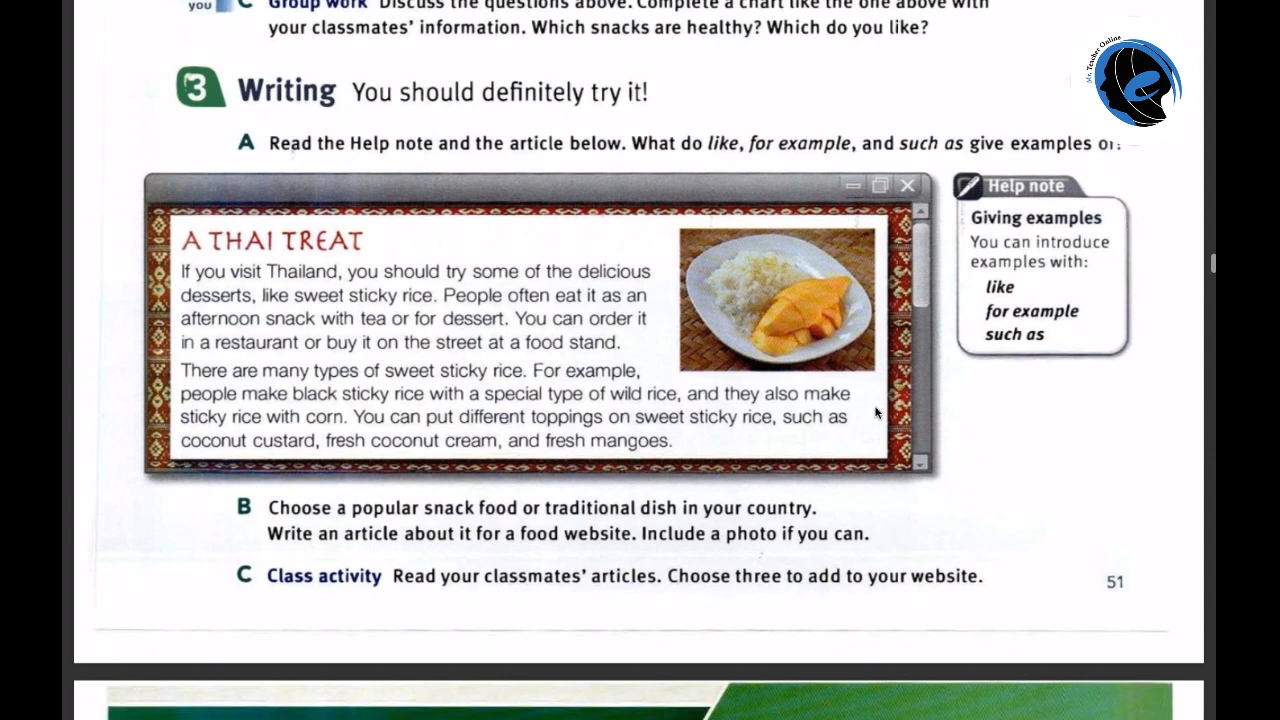 you C Group work Discuss the questions above. Complete a chart like the one above with
your classmates' information. Which snacks are healthy? Which do you like?
Mr. Teacher Online
3 Writing You should definitely try it!
A Read the Help note and the article below. What do like, for example, and such as give examples of?
A THAI TREAT
If you visit Thailand, you should try some of the delicious
desserts, like sweet sticky rice. People often eat it as an
afternoon snack with tea or for dessert. You can order it
in a restaurant or buy it on the street at a food stand.
There are many types of sweet sticky rice. For example,
people make black sticky rice with a special type of wild rice, and they also make
sticky rice with corn. You can put different toppings on sweet sticky rice, such as
coconut custard, fresh coconut cream, and fresh mangoes.
Help note
Giving examples
You can introduce
examples with:
like
for example
such as
B Choose a popular snack food or traditional dish in your country.
Write an article about it for a food website. Include a photo if you can.
C Class activity Read your classmates' articles. Choose three to add to your website.
51